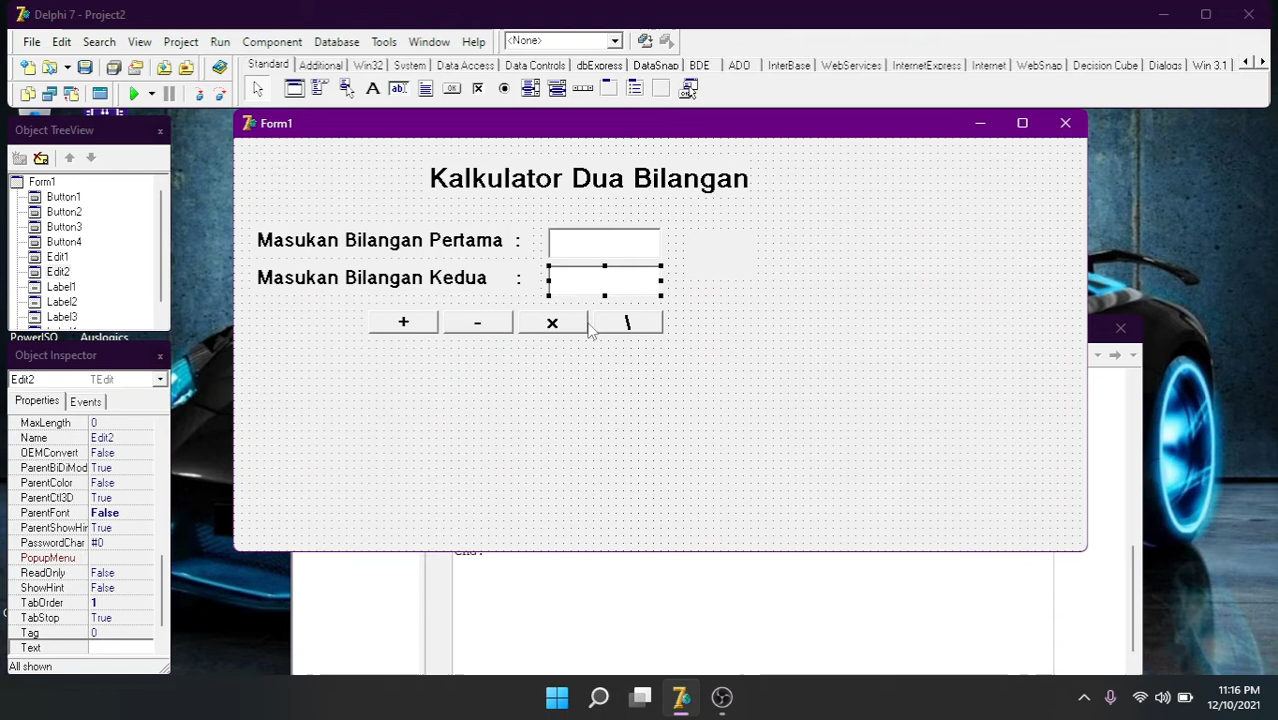 Delphi 7 - Project2
File Edit Search View Project Run Component Database Tools Window Help <None>
Standard Additional Win32 System Data Access Data Controls dbExpress DataSnap BDE ADO InterBase WebServices InternetExpress Internet WebSnap Decision Cube Dialogs Win 3.1
Object TreeView
Form1
Button1
Button2
Button3
Button4
Edit1
Edit2
Label1
Label2
Label3
PowerISO Auslogics
Object Inspector
Edit2 TEdit
Properties Events
MaxLength 0
Name Edit2
OEMConvert False
ParentBiDiMod True
ParentColor False
ParentCtl3D True
ParentFont False
ParentShowHin True
PasswordChar #0
PopupMenu
ReadOnly False
ShowHint False
TabOrder 1
TabStop True
Tag 0
Text
All shown
Form1
Kalkulator Dua Bilangan
Masukan Bilangan Pertama :
Masukan Bilangan Kedua :
+ - x \
11:16 PM
12/10/2021